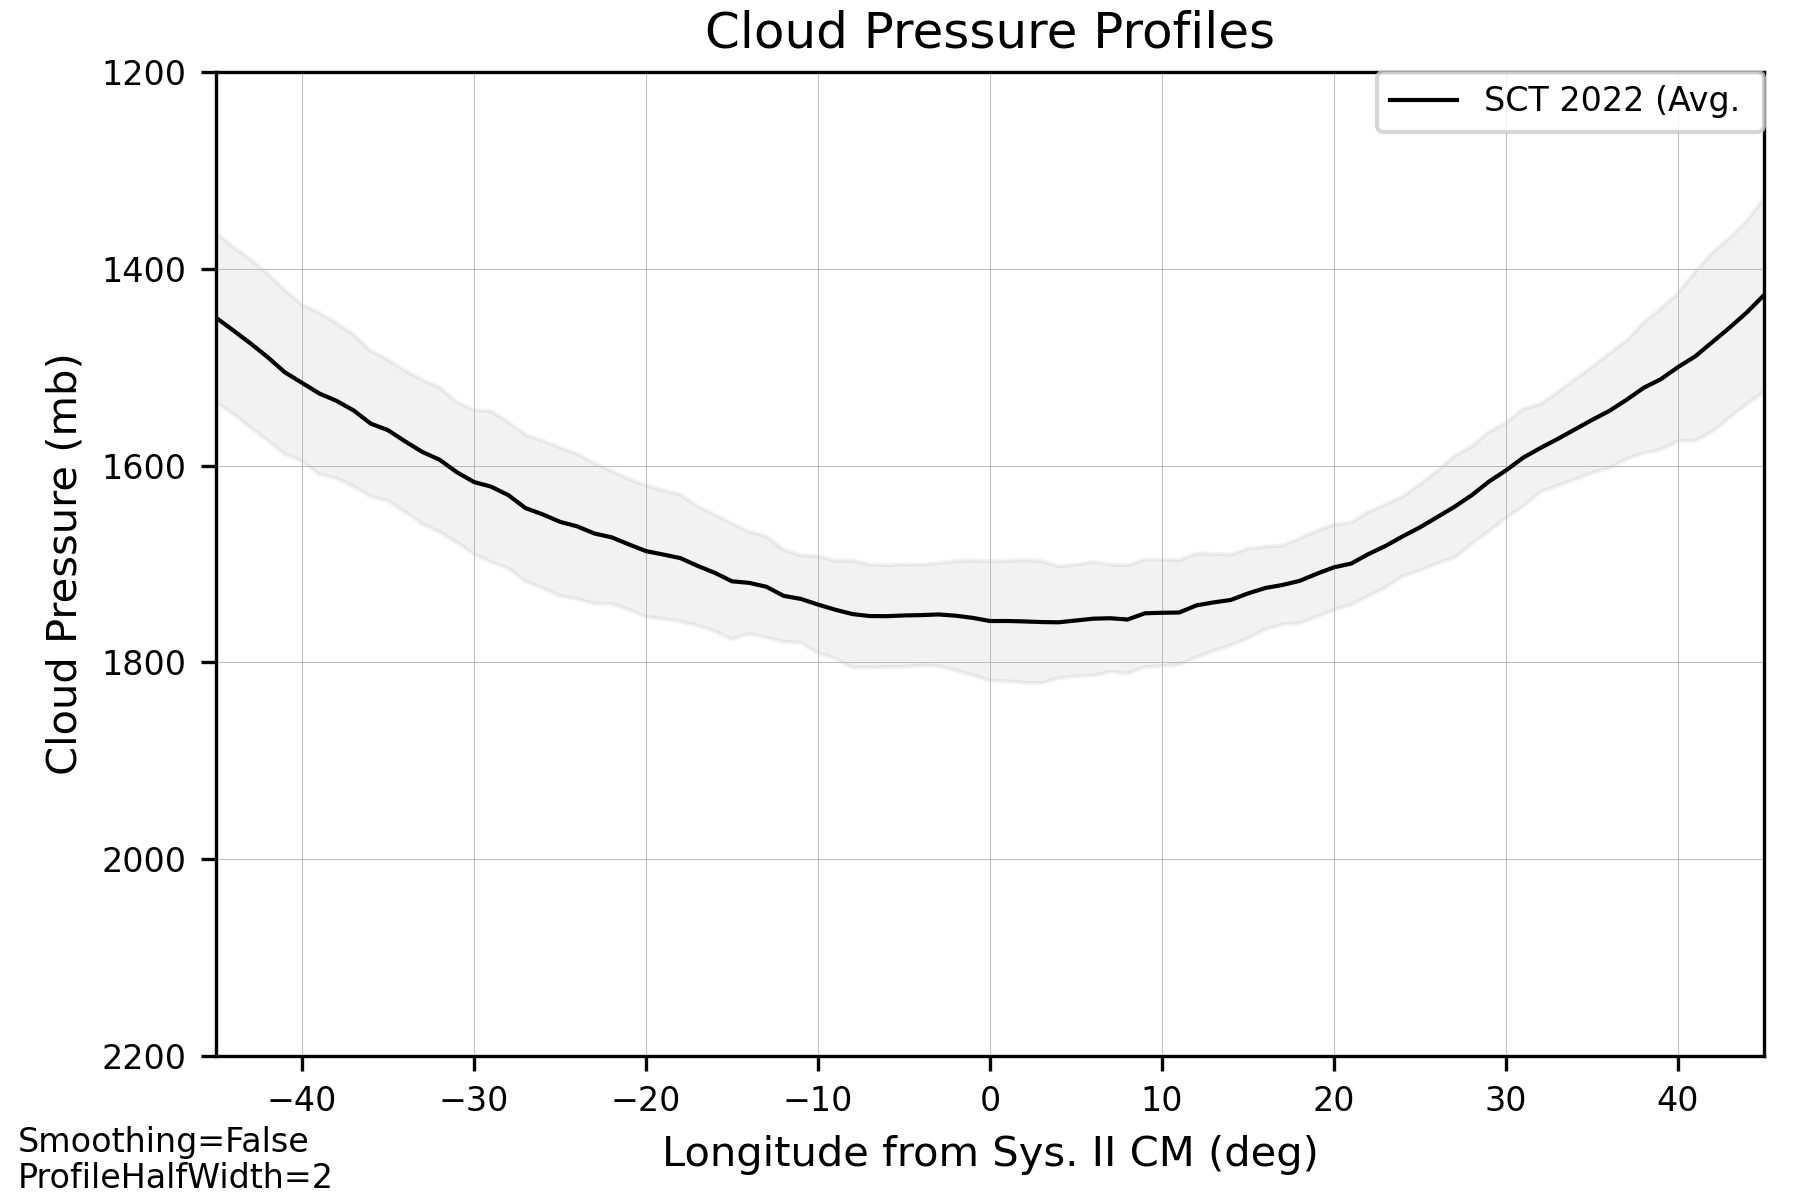 Cloud Pressure Profiles
SCT 2022 (Avg.
Cloud Pressure (mb)
1200
1400
1600
1800
2000
2200
−40 −30 −20 −10 0 10 20 30 40
Longitude from Sys. II CM (deg)
Smoothing=False
ProfileHalfWidth=2